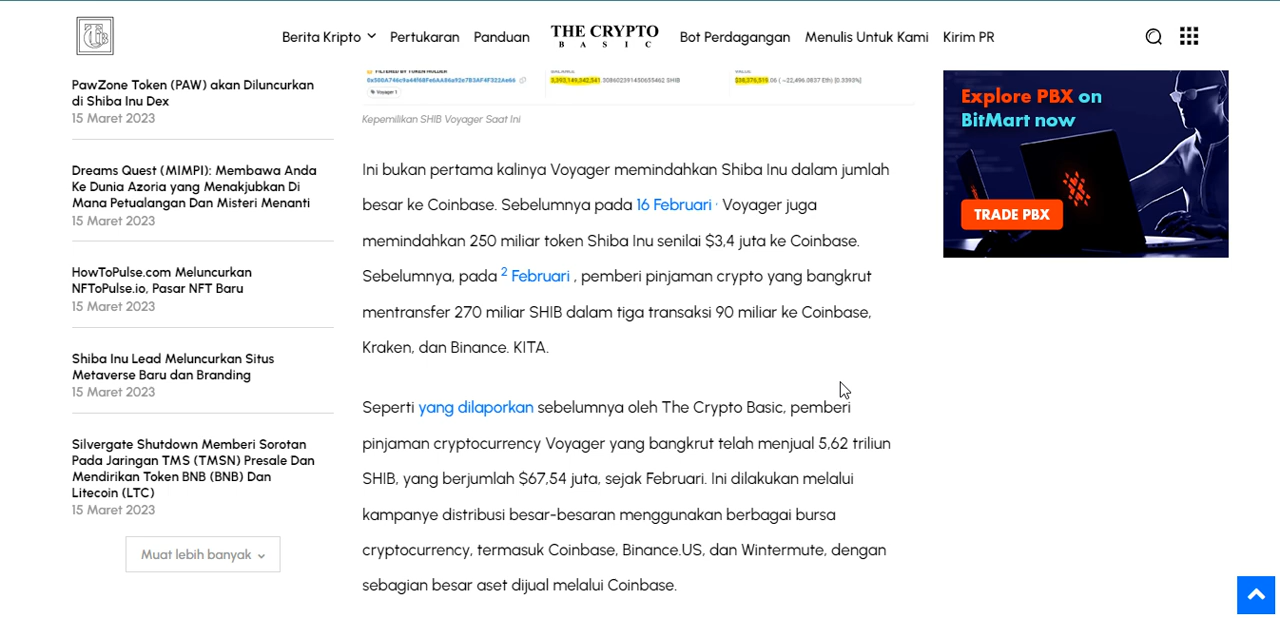 Berita Kripto
Pertukaran
Panduan
THE CRYPTO
BASIC
Bot Perdagangan
Menulis Untuk Kami
Kirim PR
PawZone Token (PAW) akan Diluncurkan
di Shiba Inu Dex
15 Maret 2023
Dreams Quest (MIMPI): Membawa Anda
Ke Dunia Azoria yang Menakjubkan Di
Mana Petualangan Dan Misteri Menanti
15 Maret 2023
HowToPulse.com Meluncurkan
NFToPulse.io, Pasar NFT Baru
15 Maret 2023
Shiba Inu Lead Meluncurkan Situs
Metaverse Baru dan Branding
15 Maret 2023
Silvergate Shutdown Memberi Sorotan
Pada Jaringan TMS (TMSN) Presale Dan
Mendirikan Token BNB (BNB) Dan
Litecoin (LTC)
15 Maret 2023
Muat lebih banyak
FILTERED BY TOKEN HOLDER
Voyager 1
Kepemilikan SHIB Voyager Saat Ini
Ini bukan pertama kalinya Voyager memindahkan Shiba Inu dalam jumlah
besar ke Coinbase. Sebelumnya pada 16 Februari , Voyager juga
memindahkan 250 miliar token Shiba Inu senilai $3,4 juta ke Coinbase.
Sebelumnya, pada 2 Februari , pemberi pinjaman crypto yang bangkrut
mentransfer 270 miliar SHIB dalam tiga transaksi 90 miliar ke Coinbase,
Kraken, dan Binance. KITA.
Seperti yang dilaporkan sebelumnya oleh The Crypto Basic, pemberi
pinjaman cryptocurrency Voyager yang bangkrut telah menjual 5,62 triliun
SHIB, yang berjumlah $67,54 juta, sejak Februari. Ini dilakukan melalui
kampanye distribusi besar-besaran menggunakan berbagai bursa
cryptocurrency, termasuk Coinbase, Binance.US, dan Wintermute, dengan
sebagian besar aset dijual melalui Coinbase.
Explore PBX on
BitMart now
TRADE PBX